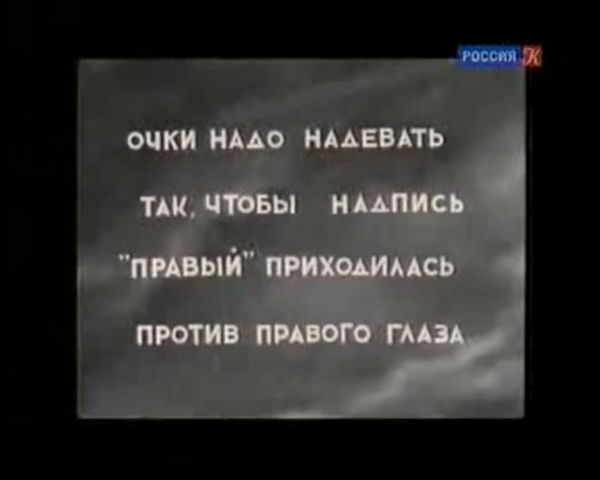 РОССИЯ К
ОЧКИ НАДО НАДЕВАТЬ
ТАК, ЧТОБЫ НАДПИСЬ
"ПРАВЫЙ" ПРИХОДИЛАСЬ
ПРОТИВ ПРАВОГО ГЛАЗА